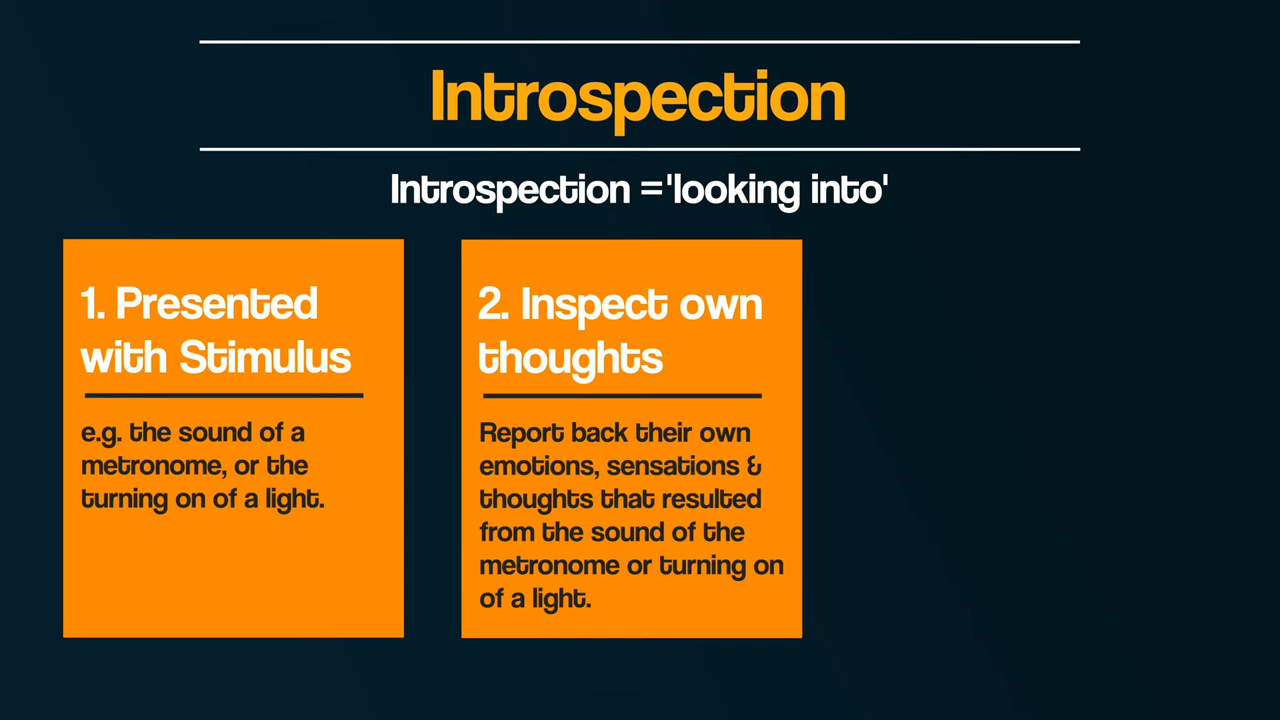 Introspection
Introspection ='looking into'
1. Presented
with Stimulus
e.g. the sound of a
metronome, or the
turning on of a light.
2. Inspect own
thoughts
Report back their own
emotions, sensations &
thoughts that resulted
from the sound of the
metronome or turning on
of a light.